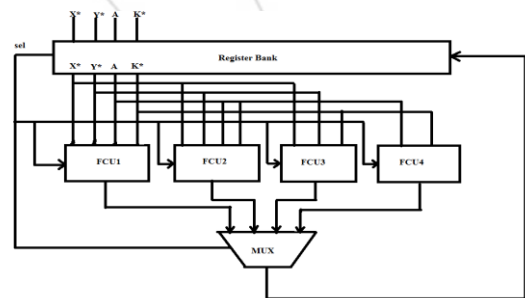 X* Y* A K*
sel
Register Bank
X* Y* A K*
FCU1 FCU2 FCU3 FCU4
MUX